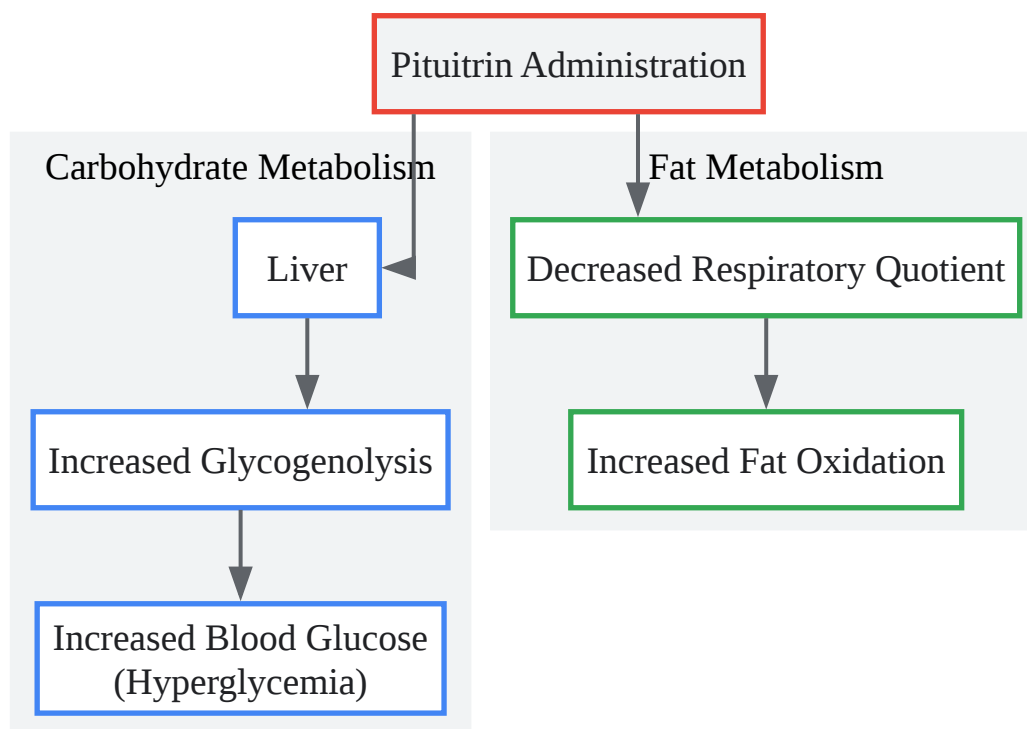 Pituitrin Administration
Carbohydrate Metabolism
Liver
Increased Glycogenolysis
Increased Blood Glucose
(Hyperglycemia)
Fat Metabolism
Decreased Respiratory Quotient
Increased Fat Oxidation